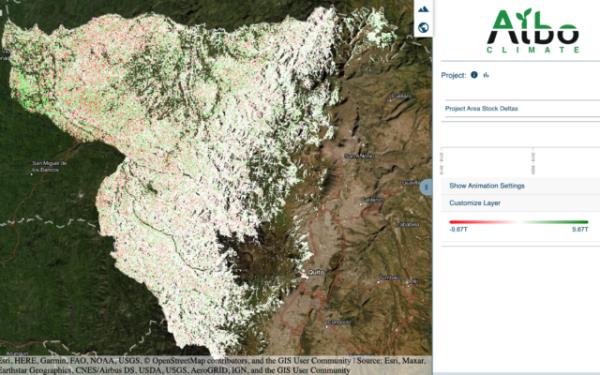 Albo
CLIMATE
Project:
Project Area Stock Deltas
Show Animation Settings
Customize Layer
-9.67T
5.67T
San Miguel de
los Bancos
Quito
Esri, HERE, Garmin, FAO, NOAA, USGS, © OpenStreetMap contributors, and the GIS User Community | Source: Esri, Maxar,
Earthstar Geographics, CNES/Airbus DS, USDA, USGS, AeroGRID, IGN, and the GIS User Community